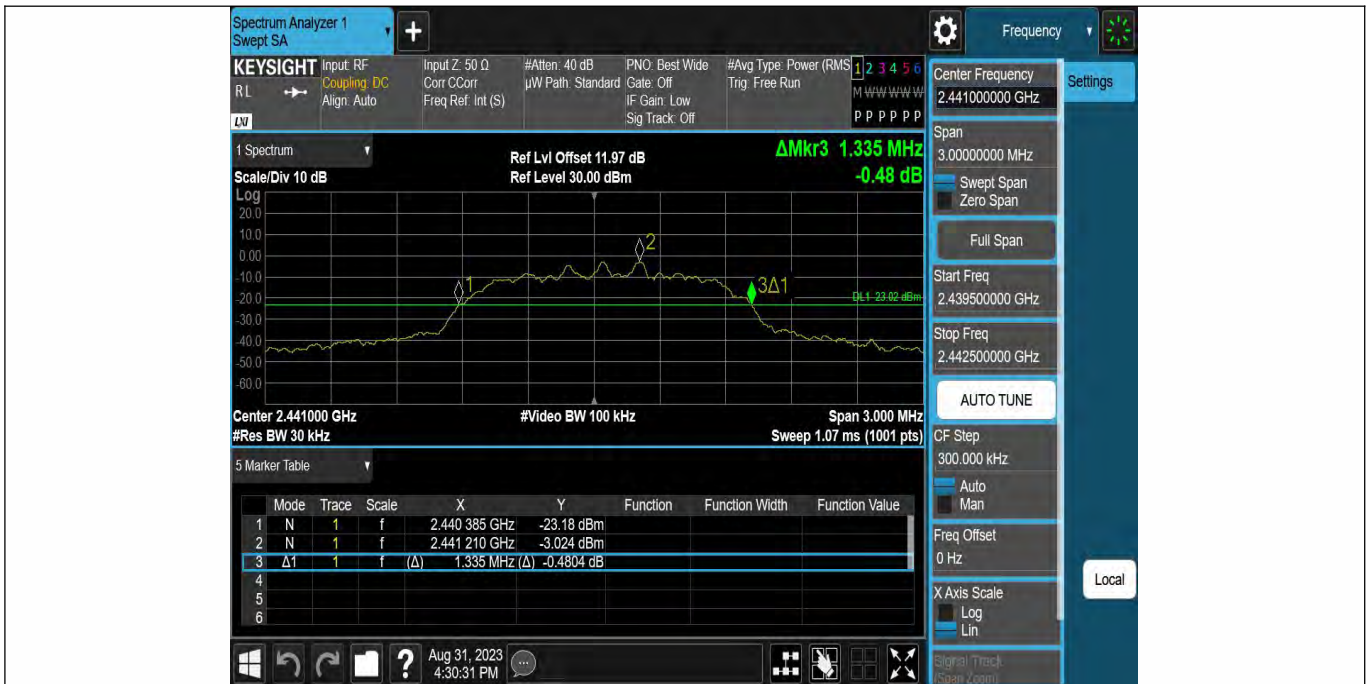 Spectrum Analyzer 1
Swept SA
+
Frequency
KEYSIGHT
RL
LXI
Input: RF
Coupling: DC
Align: Auto
Input Z: 50 Ω
Corr CCorr
Freq Ref: Int (S)
#Atten: 40 dB
µW Path: Standard
PNO: Best Wide
Gate: Off
IF Gain: Low
Sig Track: Off
#Avg Type: Power (RMS
Trig: Free Run
1 2 3 4 5 6
M W W W W W
P P P P P P
Center Frequency
2.441000000 GHz
Settings
Span
3.00000000 MHz
Swept Span
Zero Span
Full Span
Start Freq
2.439500000 GHz
Stop Freq
2.442500000 GHz
AUTO TUNE
CF Step
300.000 kHz
Auto
Man
Freq Offset
0 Hz
X Axis Scale
Log
Lin
Signal Track
(Span Zoom)
Local
1 Spectrum
Scale/Div 10 dB
Ref Lvl Offset 11.97 dB
Ref Level 30.00 dBm
ΔMkr3 1.335 MHz
-0.48 dB
Log
20.0
10.0
0.00
-10.0
-20.0
-30.0
-40.0
-50.0
-60.0
1
2
3Δ1
DL1 -23.02 dBm
Center 2.441000 GHz
#Video BW 100 kHz
Span 3.000 MHz
#Res BW 30 kHz
Sweep 1.07 ms (1001 pts)
5 Marker Table
Mode Trace Scale X Y Function Function Width Function Value
1 N 1 f 2.440 385 GHz -23.18 dBm
2 N 1 f 2.441 210 GHz -3.024 dBm
3 Δ1 1 f (Δ) 1.335 MHz (Δ) -0.4804 dB
4
5
6
?
Aug 31, 2023
4:30:31 PM